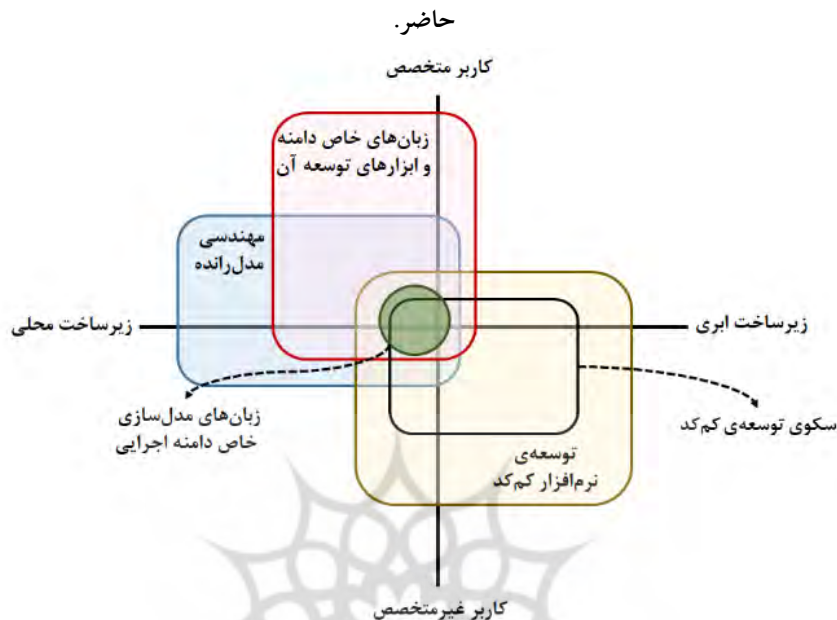 حاضر.
کاربر متخصص
زبان‌های خاص دامنه
و ابزارهای توسعه آن
مهندسی
مدل‌رانده
زیرساخت ابری
زیرساخت محلی
زبان‌های مدل‌سازی
خاص دامنه اجرایی
سکوی توسعه‌ی کم‌کد
توسعه‌ی
نرم‌افزار کم‌کد
کاربر غیرمتخصص